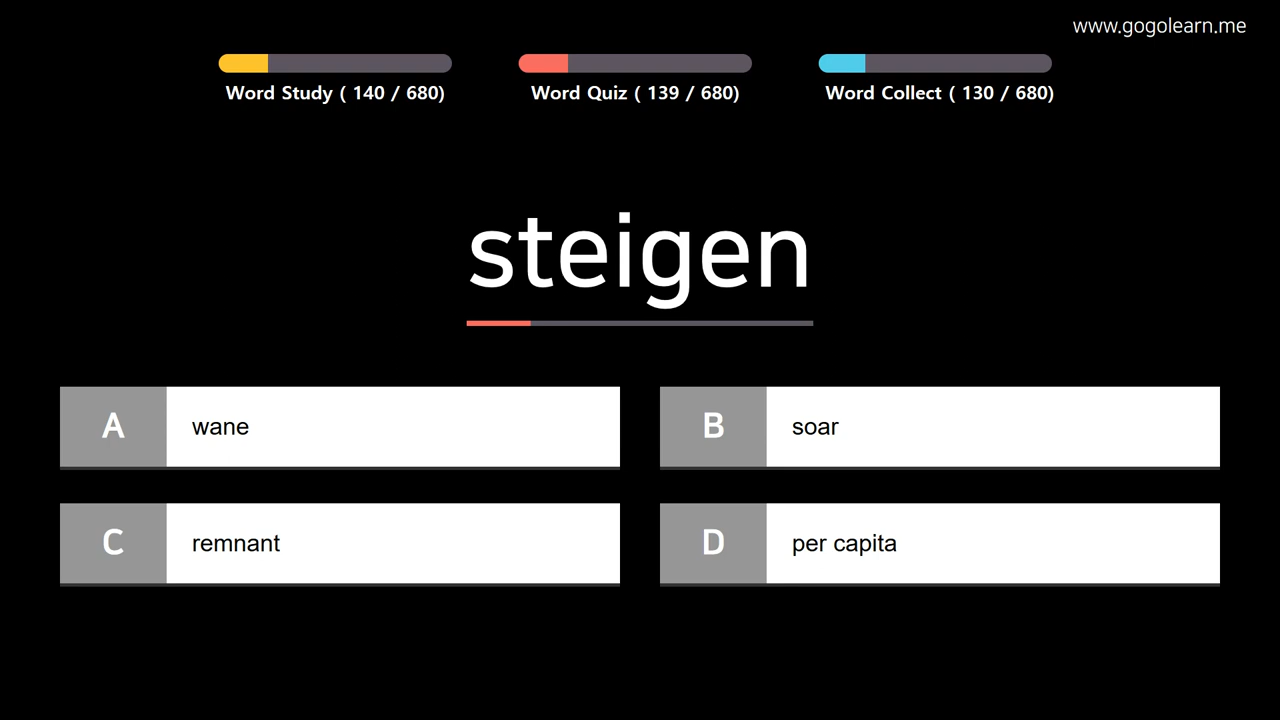 www.gogolearn.me
Word Study ( 140 / 680)
Word Quiz ( 139 / 680)
Word Collect ( 130 / 680)
steigen
A wane
B soar
C remnant
D per capita